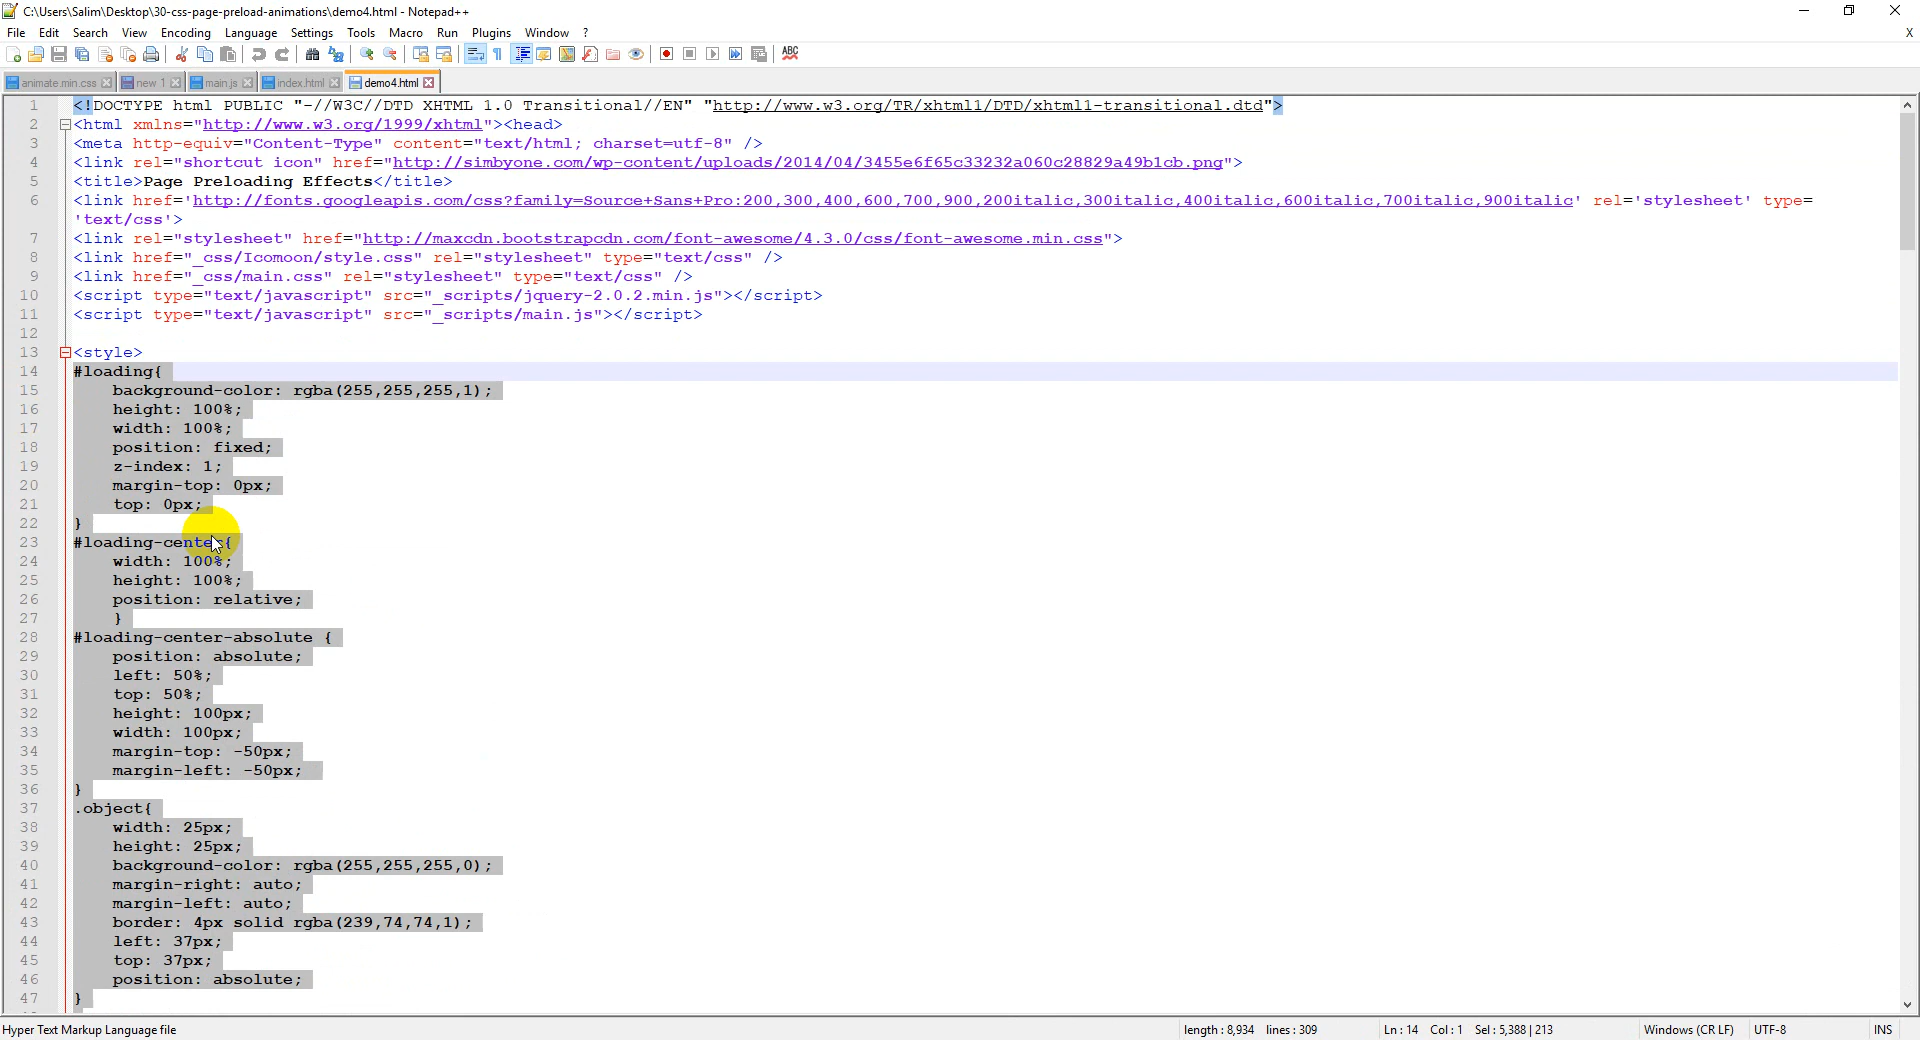 C:\Users\Salim\Desktop\30-css-page-preload-animations\demo4.html - Notepad++
File Edit Search View Encoding Language Settings Tools Macro Run Plugins Window ? X
ABC
animate.min.css new 1 main.js index.html demo4.html
1 <!DOCTYPE html PUBLIC "-//W3C//DTD XHTML 1.0 Transitional//EN" "http://www.w3.org/TR/xhtml1/DTD/xhtml1-transitional.dtd">
2 <html xmlns="http://www.w3.org/1999/xhtml"><head>
3 <meta http-equiv="Content-Type" content="text/html; charset=utf-8" />
4 <link rel="shortcut icon" href="http://simbyone.com/wp-content/uploads/2014/04/3455e6f65c33232a060c28829a49b1cb.png">
5 <title>Page Preloading Effects</title>
6 <link href='http://fonts.googleapis.com/css?family=Source+Sans+Pro:200,300,400,600,700,900,200italic,300italic,400italic,600italic,700italic,900italic' rel='stylesheet' type=
'text/css'>
7 <link rel="stylesheet" href="http://maxcdn.bootstrapcdn.com/font-awesome/4.3.0/css/font-awesome.min.css">
8 <link href="_css/Icomoon/style.css" rel="stylesheet" type="text/css" />
9 <link href="_css/main.css" rel="stylesheet" type="text/css" />
10 <script type="text/javascript" src="_scripts/jquery-2.0.2.min.js"></script>
11 <script type="text/javascript" src="_scripts/main.js"></script>
12
13 <style>
14 #loading{
15 background-color: rgba(255,255,255,1);
16 height: 100%;
17 width: 100%;
18 position: fixed;
19 z-index: 1;
20 margin-top: 0px;
21 top: 0px;
22 }
23 #loading-center{
24 width: 100%;
25 height: 100%;
26 position: relative;
27 }
28 #loading-center-absolute {
29 position: absolute;
30 left: 50%;
31 top: 50%;
32 height: 100px;
33 width: 100px;
34 margin-top: -50px;
35 margin-left: -50px;
36 }
37 .object{
38 width: 25px;
39 height: 25px;
40 background-color: rgba(255,255,255,0);
41 margin-right: auto;
42 margin-left: auto;
43 border: 4px solid rgba(239,74,74,1);
44 left: 37px;
45 top: 37px;
46 position: absolute;
47 }
Hyper Text Markup Language file length : 8,934 lines : 309 Ln : 14 Col : 1 Sel : 5,388 | 213 Windows (CR LF) UTF-8 INS